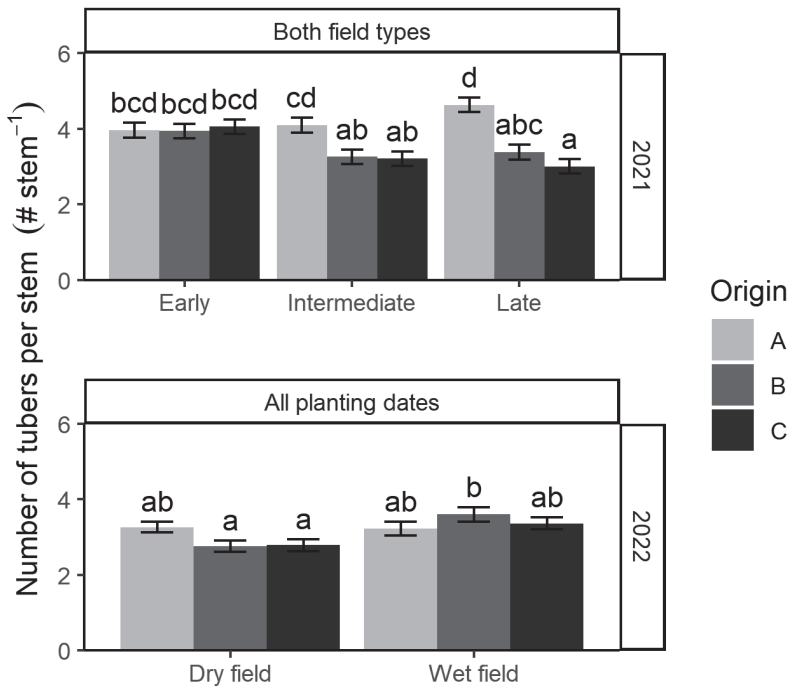 Both field types
6
4
2
0
bcd bcd bcd cd ab ab d abc a
2021
Early Intermediate Late
Number of tubers per stem (# stem⁻¹)
Origin
A
B
C
All planting dates
6
4
2
0
ab a a ab b ab
2022
Dry field Wet field